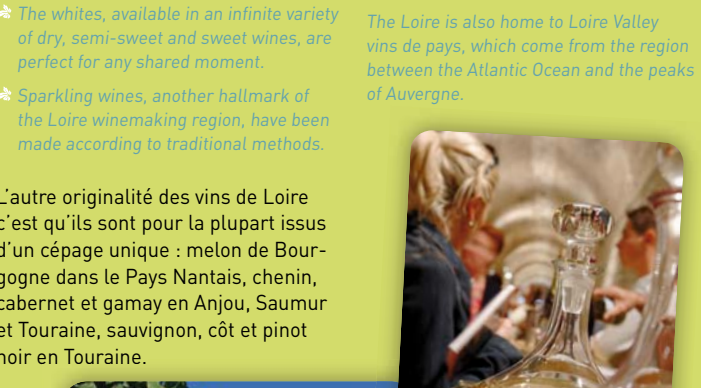 The whites, available in an infinite variety
of dry, semi-sweet and sweet wines, are
perfect for any shared moment.
Sparkling wines, another hallmark of
the Loire winemaking region, have been
made according to traditional methods.
L’autre originalité des vins de Loire
c’est qu’ils sont pour la plupart issus
d’un cépage unique : melon de Bour-
gogne dans le Pays Nantais, chenin,
cabernet et gamay en Anjou, Saumur
et Touraine, sauvignon, côt et pinot
noir en Touraine.
The Loire is also home to Loire Valley
vins de pays, which come from the region
between the Atlantic Ocean and the peaks
of Auvergne.